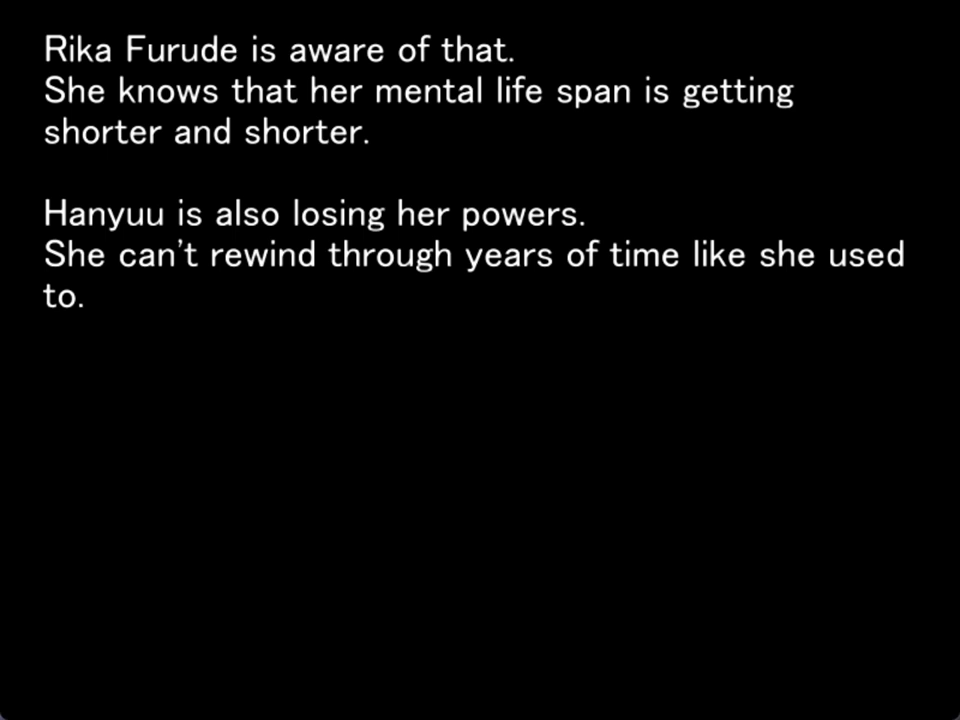 Rika Furude is aware of that.
She knows that her mental life span is getting
shorter and shorter.
Hanyuu is also losing her powers.
She can't rewind through years of time like she used
to.